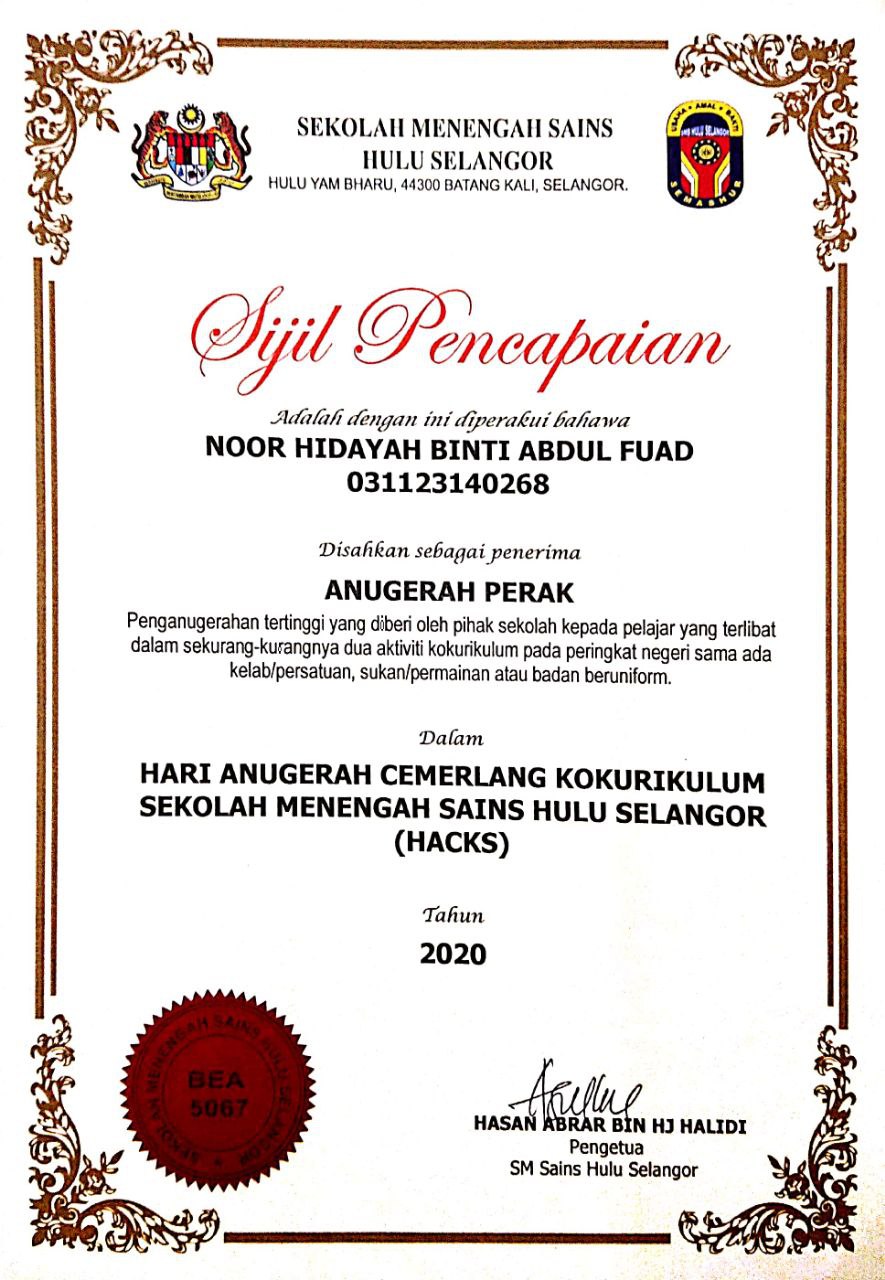 SEKOLAH MENENGAH SAINS
HULU SELANGOR
HULU YAM BHARU, 44300 BATANG KALI, SELANGOR.
USAHA • AMAL • BAKTI
SMS HULU SELANGOR
SEMASHUR
Sijil Pencapaian
Adalah dengan ini diperakui bahawa
NOOR HIDAYAH BINTI ABDUL FUAD
031123140268
Disahkan sebagai penerima
ANUGERAH PERAK
Penganugerahan tertinggi yang diberi oleh pihak sekolah kepada pelajar yang terlibat
dalam sekurang-kurangnya dua aktiviti kokurikulum pada peringkat negeri sama ada
kelab/persatuan, sukan/permainan atau badan beruniform.
Dalam
HARI ANUGERAH CEMERLANG KOKURIKULUM
SEKOLAH MENENGAH SAINS HULU SELANGOR
(HACKS)
Tahun
2020
SEKOLAH MENENGAH SAINS HULU SELANGOR
BEA
5067
HASAN ABRAR BIN HJ HALIDI
Pengetua
SM Sains Hulu Selangor